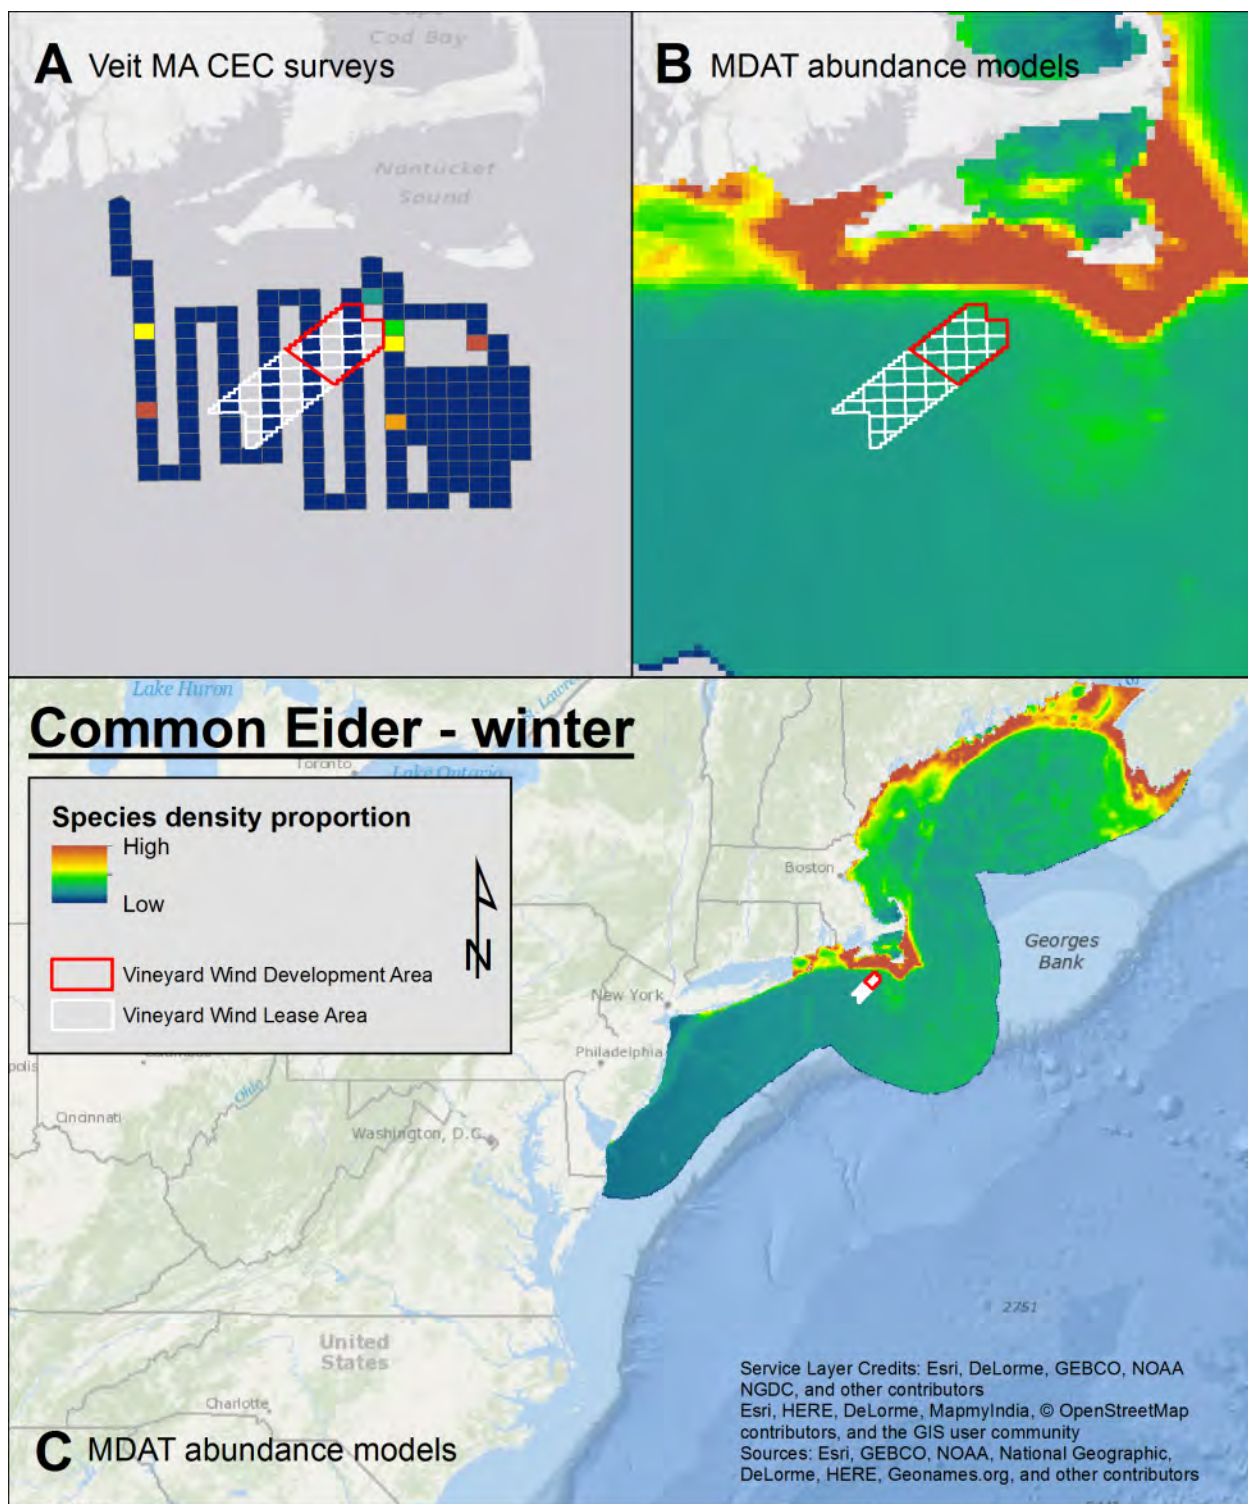 Cod Bay
A Veit MA CEC surveys
Nantucket
Sound
B MDAT abundance models
Lake Huron
St. Lawre
Common Eider - winter
Toronto
Lake Ontario
Species density proportion
High
Low
N
Vineyard Wind Development Area
Vineyard Wind Lease Area
Boston
Georges
Bank
New York
Philadelphia
Ohio
Cincinnati
Washington, D.C.
2751
United
States
Charlotte
C MDAT abundance models
Service Layer Credits: Esri, DeLorme, GEBCO, NOAA
NGDC, and other contributors
Esri, HERE, DeLorme, MapmyIndia, © OpenStreetMap
contributors, and the GIS user community
Sources: Esri, GEBCO, NOAA, National Geographic,
DeLorme, HERE, Geonames.org, and other contributors